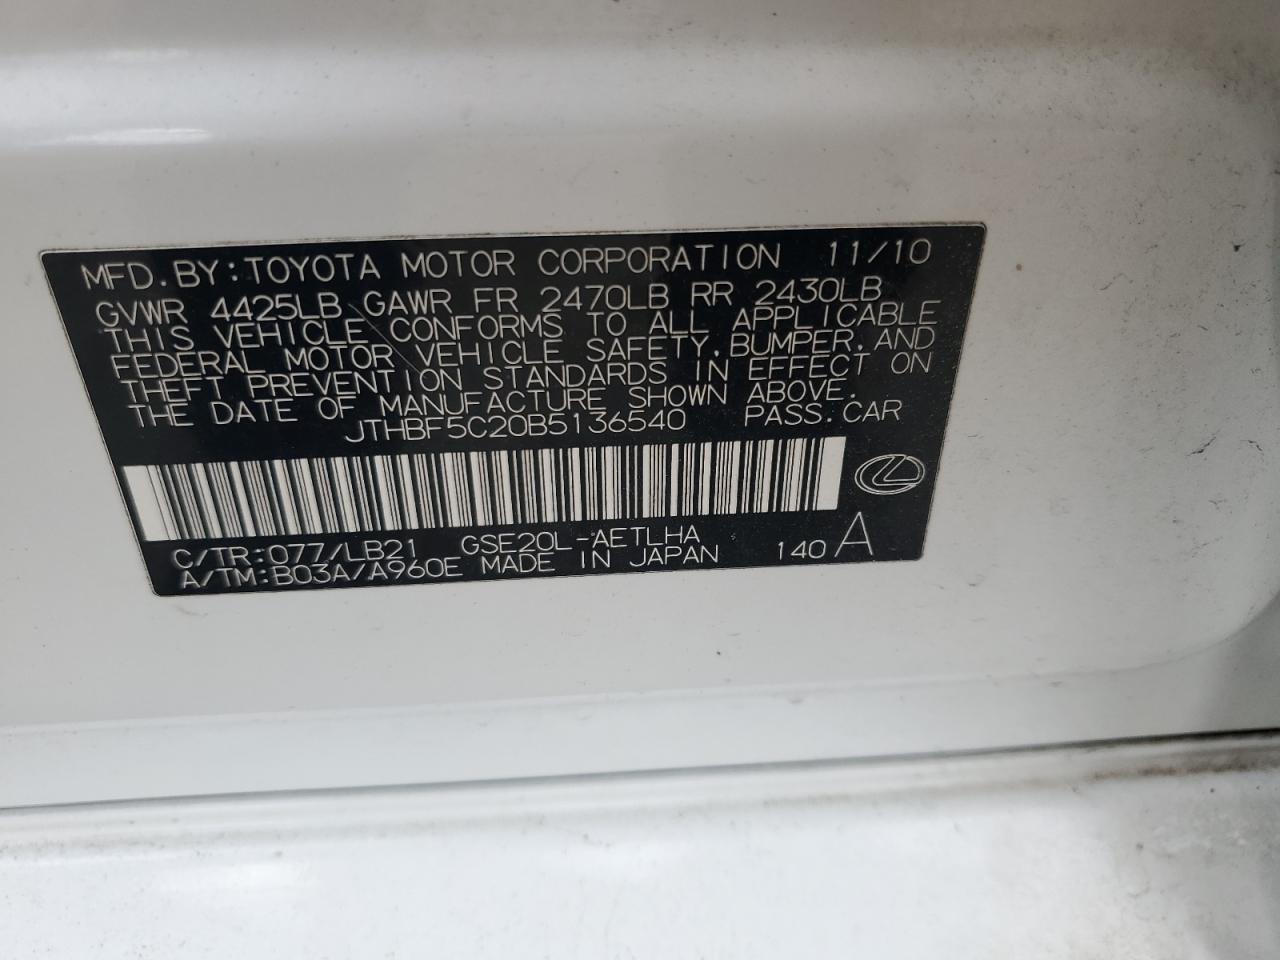 MFD.BY:TOYOTA MOTOR CORPORATION 11/10
GVWR 4425LB GAWR FR 2470LB RR 2430LB
THIS VEHICLE CONFORMS TO ALL APPLICABLE
FEDERAL MOTOR VEHICLE SAFETY,BUMPER,AND
THEFT PREVENTION STANDARDS IN EFFECT ON
THE DATE OF MANUFACTURE SHOWN ABOVE.
JTHBF5C20B5136540 PASS.CAR
C/TR:077/LB21 GSE20L-AETLHA
A/TM:B03A/A960E MADE IN JAPAN 140 A